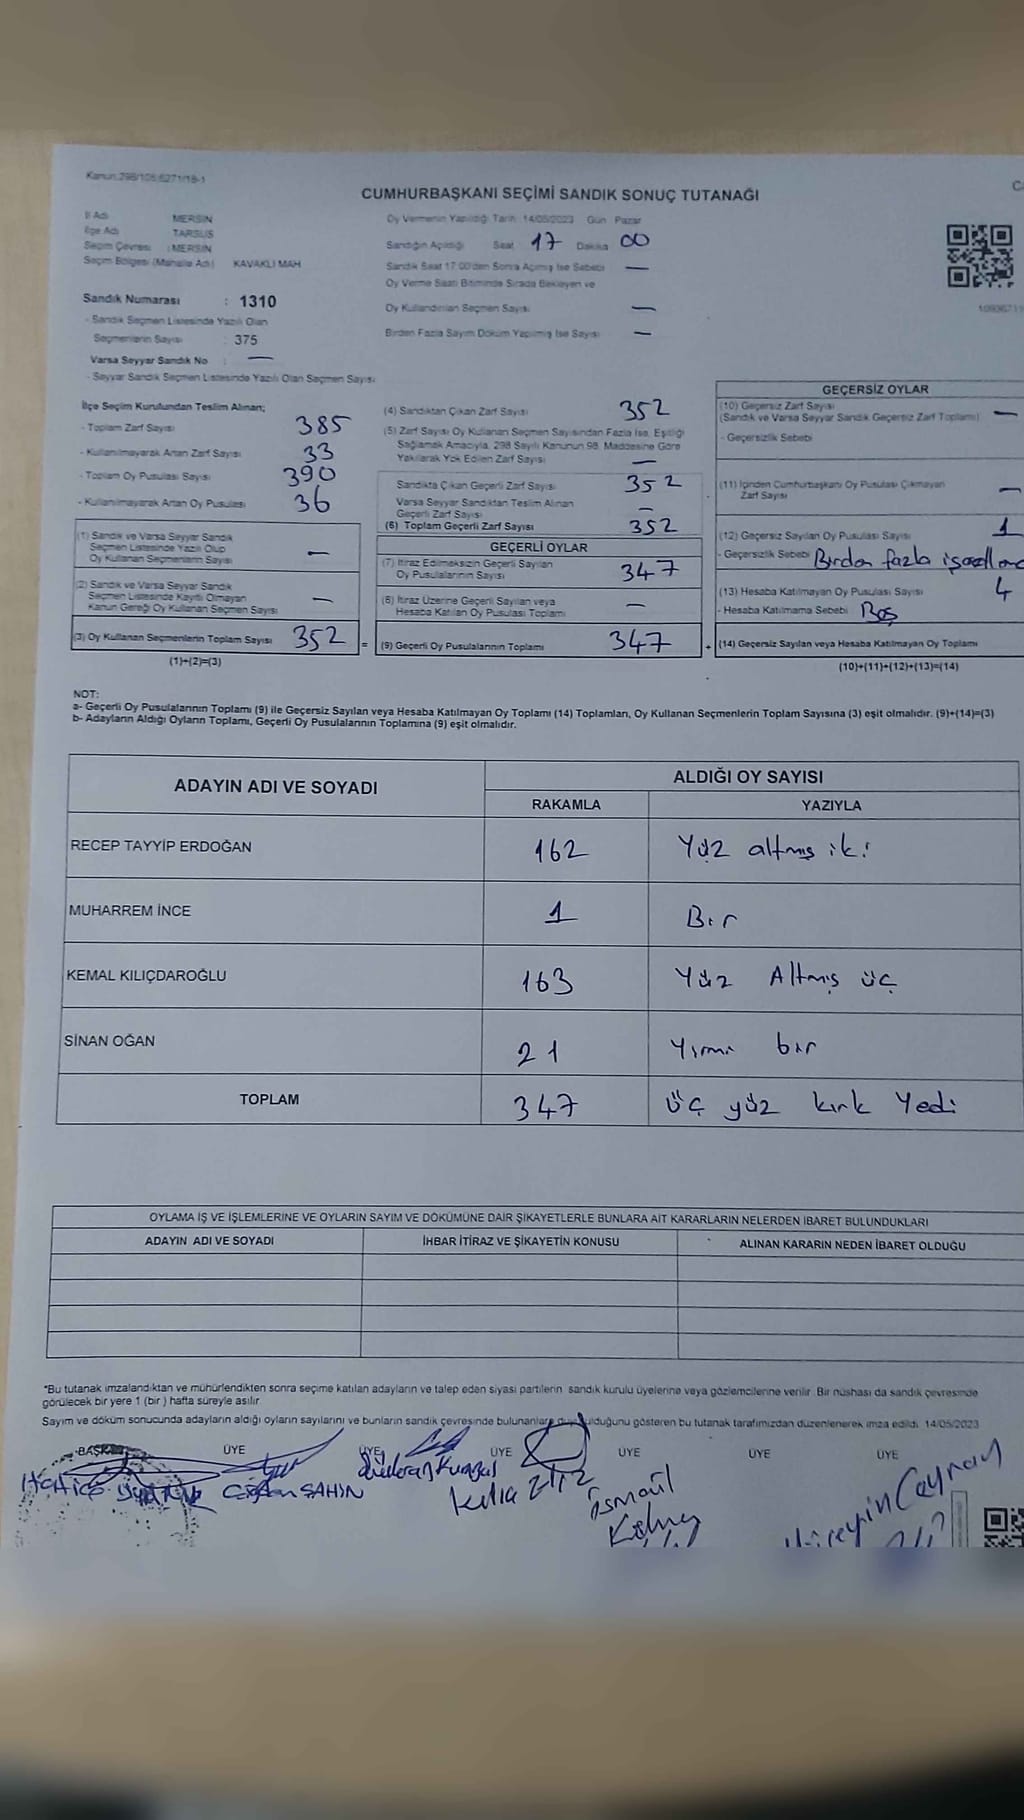 Kanun:298/105;6271/18-1
CUMHURBAŞKANI SEÇİMİ SANDIK SONUÇ TUTANAĞI
İl Adı MERSİN
İlçe Adı TARSUS
Seçim Çevresi : MERSİN
Seçim Bölgesi (Mahalle Adı) KAVAKLI MAH
Oy Vermenin Yapıldığı Tarih: 14/05/2023 Gün Pazar
Sandığın Açıldığı Saat 17 Dakika 00
Sandık Saat 17:00'den Sonra Açılmış İse Sebebi —
Oy Verme Saati Bitiminde Sırada Bekleyen ve
Oy Kullandırılan Seçmen Sayısı —
Birden Fazla Sayım Döküm Yapılmış İse Sayısı —
Sandık Numarası : 1310
- Sandık Seçmen Listesinde Yazılı Olan
Seçmenlerin Sayısı : 375
Varsa Seyyar Sandık No : —
- Seyyar Sandık Seçmen Listesinde Yazılı Olan Seçmen Sayısı
İlçe Seçim Kurulundan Teslim Alınan;
- Toplam Zarf Sayısı 385
- Kullanılmayarak Artan Zarf Sayısı 33
- Toplam Oy Pusulası Sayısı 390
- Kullanılmayarak Artan Oy Pusulası 36
(1) Sandık ve Varsa Seyyar Sandık
Seçmen Listesinde Yazılı Olup
Oy Kullanan Seçmenlerin Sayısı —
(2) Sandık ve Varsa Seyyar Sandık
Seçmen Listesinde Kayıtlı Olmayan
Kanun Gereği Oy Kullanan Seçmen Sayısı —
(3) Oy Kullanan Seçmenlerin Toplam Sayısı 352 =
(1)+(2)=(3)
(4) Sandıktan Çıkan Zarf Sayısı 352
(5) Zarf Sayısı Oy Kullanan Seçmen Sayısından Fazla İse, Eşitliği
Sağlamak Amacıyla, 298 Sayılı Kanunun 98. Maddesine Göre
Yakılarak Yok Edilen Zarf Sayısı —
Sandıkta Çıkan Geçerli Zarf Sayısı 352
Varsa Seyyar Sandıktan Teslim Alınan
Geçerli Zarf Sayısı —
(6) Toplam Geçerli Zarf Sayısı 352
GEÇERLİ OYLAR
(7) İtiraz Edilmeksizin Geçerli Sayılan
Oy Pusulalarının Sayısı 347
(8) İtiraz Üzerine Geçerli Sayılan veya
Hesaba Katılan Oy Pusulası Toplamı —
(9) Geçerli Oy Pusulalarının Toplamı 347 +
GEÇERSİZ OYLAR
(10) Geçersiz Zarf Sayısı
(Sandık ve Varsa Seyyar Sandık Geçersiz Zarf Toplamı) —
- Geçersizlik Sebebi
(11) İçinden Cumhurbaşkanı Oy Pusulası Çıkmayan
Zarf Sayısı —
(12) Geçersiz Sayılan Oy Pusulası Sayısı 1
- Geçersizlik Sebebi Birden fazla
(13) Hesaba Katılmayan Oy Pusulası Sayısı 4
- Hesaba Katılmama Sebebi Boş
(14) Geçersiz Sayılan veya Hesaba Katılmayan Oy Toplamı
(10)+(11)+(12)+(13)=(14)
NOT:
a- Geçerli Oy Pusulalarının Toplamı (9) ile Geçersiz Sayılan veya Hesaba Katılmayan Oy Toplamı (14) Toplamları, Oy Kullanan Seçmenlerin Toplam Sayısına (3) eşit olmalıdır. (9)+(14)=(3)
b- Adayların Aldığı Oyların Toplamı, Geçerli Oy Pusulalarının Toplamına (9) eşit olmalıdır.
ADAYIN ADI VE SOYADI ALDIĞI OY SAYISI
RAKAMLA YAZIYLA
RECEP TAYYİP ERDOĞAN 162 Yüz altmış iki
MUHARREM İNCE 1 Bir
KEMAL KILIÇDAROĞLU 163 Yüz Altmış üç
SİNAN OĞAN 21 Yirmi bir
TOPLAM 347 üç yüz kırk Yedi
OYLAMA İŞ VE İŞLEMLERİNE VE OYLARIN SAYIM VE DÖKÜMÜNE DAİR ŞİKAYETLERLE BUNLARA AİT KARARLARIN NELERDEN İBARET BULUNDUKLARI
ADAYIN ADI VE SOYADI İHBAR İTİRAZ VE ŞİKAYETİN KONUSU ALINAN KARARIN NEDEN İBARET OLDUĞU
*Bu tutanak imzalandıktan ve mühürlendikten sonra seçime katılan adayların ve talep eden siyasi partilerin sandık kurulu üyelerine veya gözlemcilerine verilir. Bir nüshası da sandık çevresinde
görülecek bir yere 1 (bir ) hafta süreyle asılır.
Sayım ve döküm sonucunda adayların aldığı oyların sayılarını ve bunların sandık çevresinde bulunanlara duyurulduğunu gösteren bu tutanak tarafımızdan düzenlenerek imza edildi. 14/05/2023
BAŞKAN ÜYE ÜYE ÜYE ÜYE ÜYE ÜYE
Hatice ŞAHİN İsmail Hüseyin Ceynay